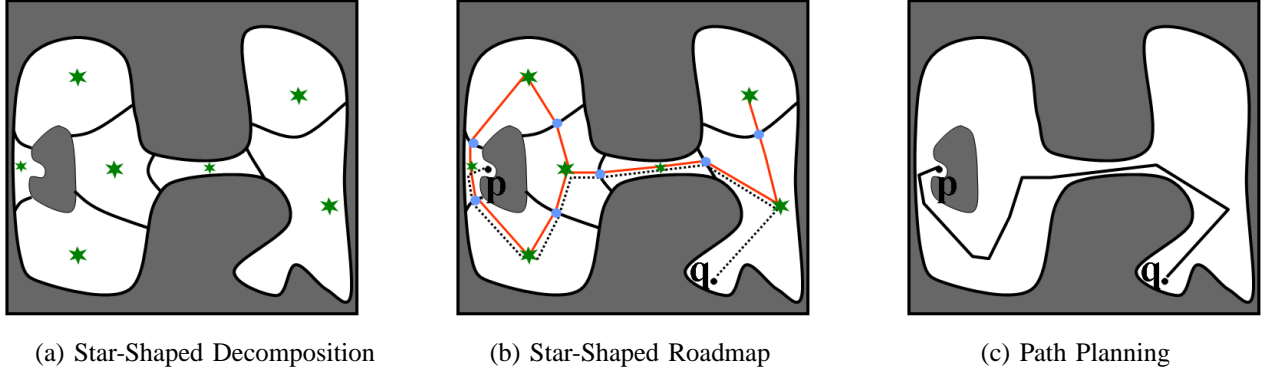 p
q
p
q
(a) Star-Shaped Decomposition
(b) Star-Shaped Roadmap
(c) Path Planning